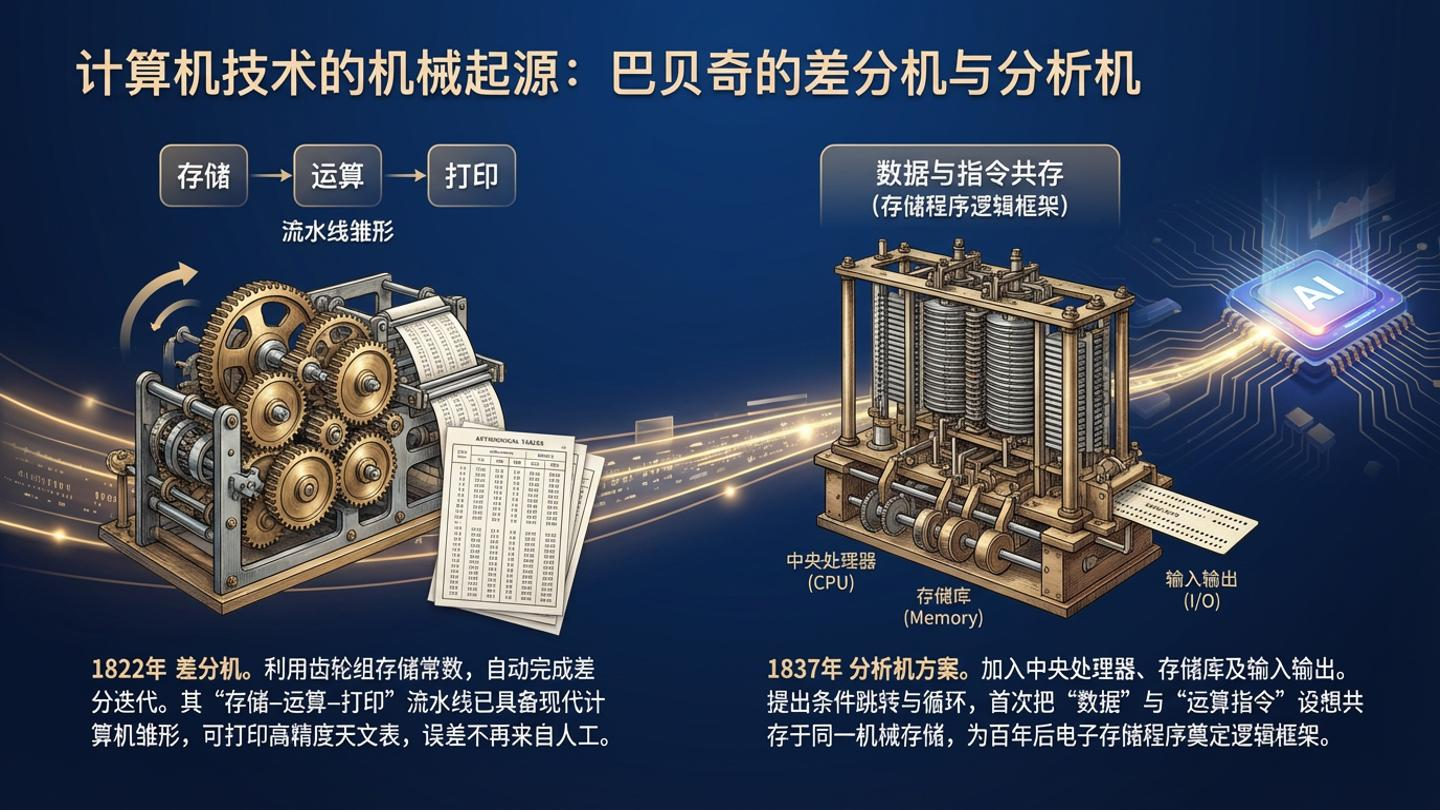 计算机技术的机械起源：巴贝奇的差分机与分析机
存储
运算
打印
流水线雏形
数据与指令共存
（存储程序逻辑框架）
AI
中央处理器
(CPU)
存储库
(Memory)
输入输出
(I/O)
1822年 差分机。利用齿轮组存储常数，自动完成差
分迭代。其“存储–运算–打印”流水线已具备现代计
算机雏形，可打印高精度天文表，误差不再来自人工。
1837年 分析机方案。加入中央处理器、存储库及输入输出。
提出条件跳转与循环，首次把“数据”与“运算指令”设想共
存于同一机械存储，为百年后电子存储程序奠定逻辑框架。